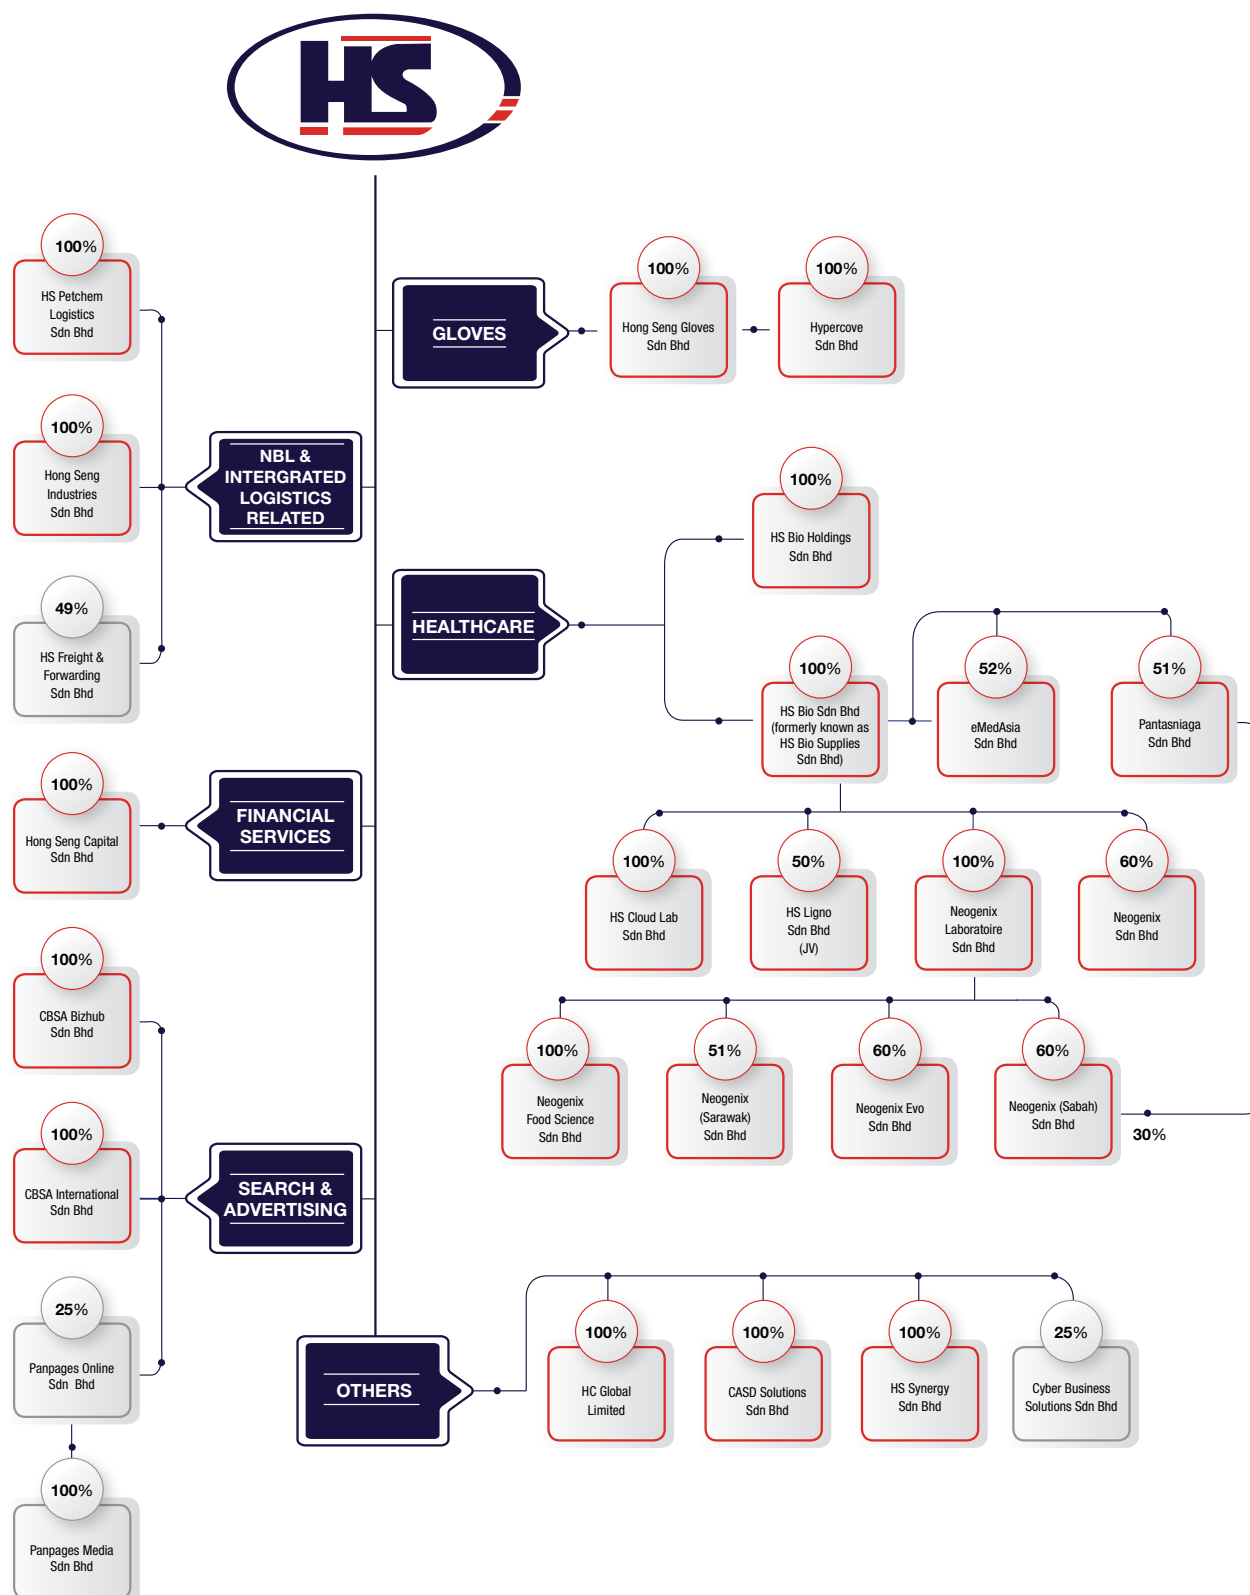 HS
100%
HS Petchem
Logistics
Sdn Bhd
100%
Hong Seng
Industries
Sdn Bhd
49%
HS Freight &
Forwarding
Sdn Bhd
NBL &
INTERGRATED
LOGISTICS
RELATED
GLOVES
100%
Hong Seng Gloves
Sdn Bhd
100%
Hypercove
Sdn Bhd
HEALTHCARE
100%
HS Bio Holdings
Sdn Bhd
100%
HS Bio Sdn Bhd
(formerly known as
HS Bio Supplies
Sdn Bhd)
52%
eMedAsia
Sdn Bhd
51%
Pantasniaga
Sdn Bhd
100%
HS Cloud Lab
Sdn Bhd
50%
HS Ligno
Sdn Bhd
(JV)
100%
Neogenix
Laboratoire
Sdn Bhd
60%
Neogenix
Sdn Bhd
100%
Neogenix
Food Science
Sdn Bhd
51%
Neogenix
(Sarawak)
Sdn Bhd
60%
Neogenix Evo
Sdn Bhd
60%
Neogenix (Sabah)
Sdn Bhd
30%
100%
Hong Seng Capital
Sdn Bhd
FINANCIAL
SERVICES
100%
CBSA Bizhub
Sdn Bhd
100%
CBSA International
Sdn Bhd
25%
Panpages Online
Sdn Bhd
100%
Panpages Media
Sdn Bhd
SEARCH &
ADVERTISING
OTHERS
100%
HC Global
Limited
100%
CASD Solutions
Sdn Bhd
100%
HS Synergy
Sdn Bhd
25%
Cyber Business
Solutions Sdn Bhd